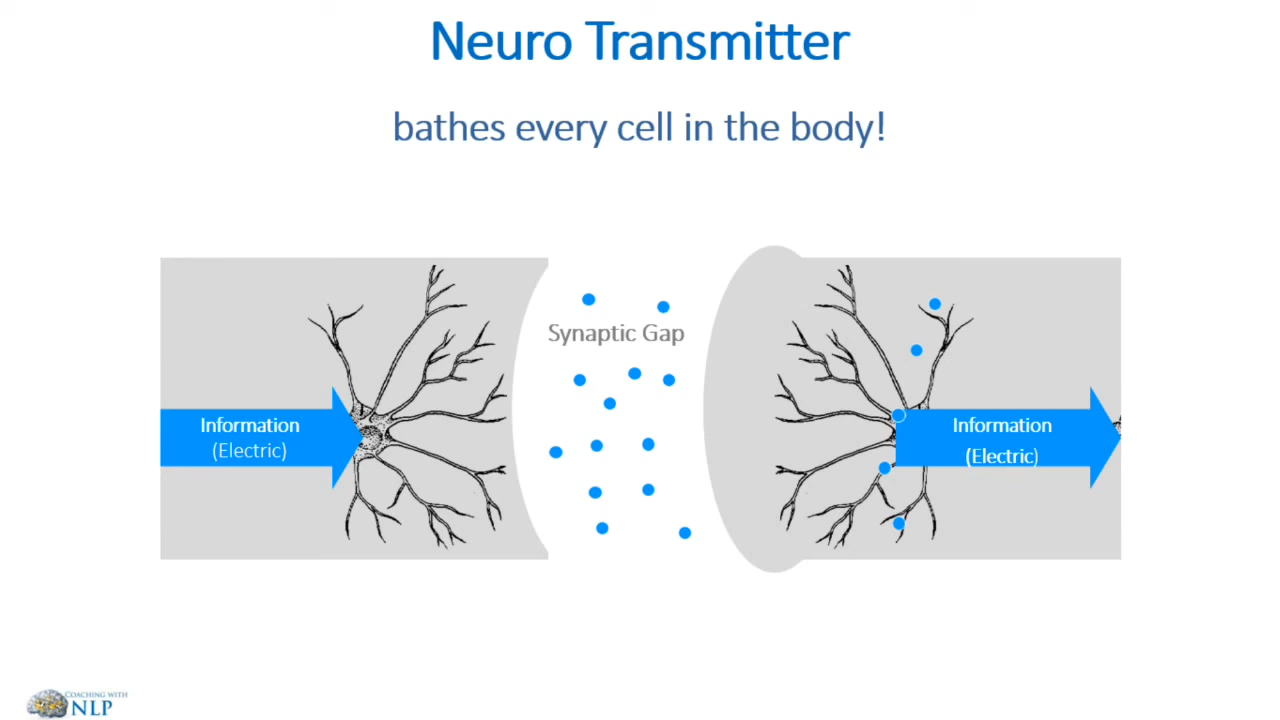 Neuro Transmitter
bathes every cell in the body!
Synaptic Gap
Information
(Electric)
Information
(Electric)
COACHING WITH
NLP